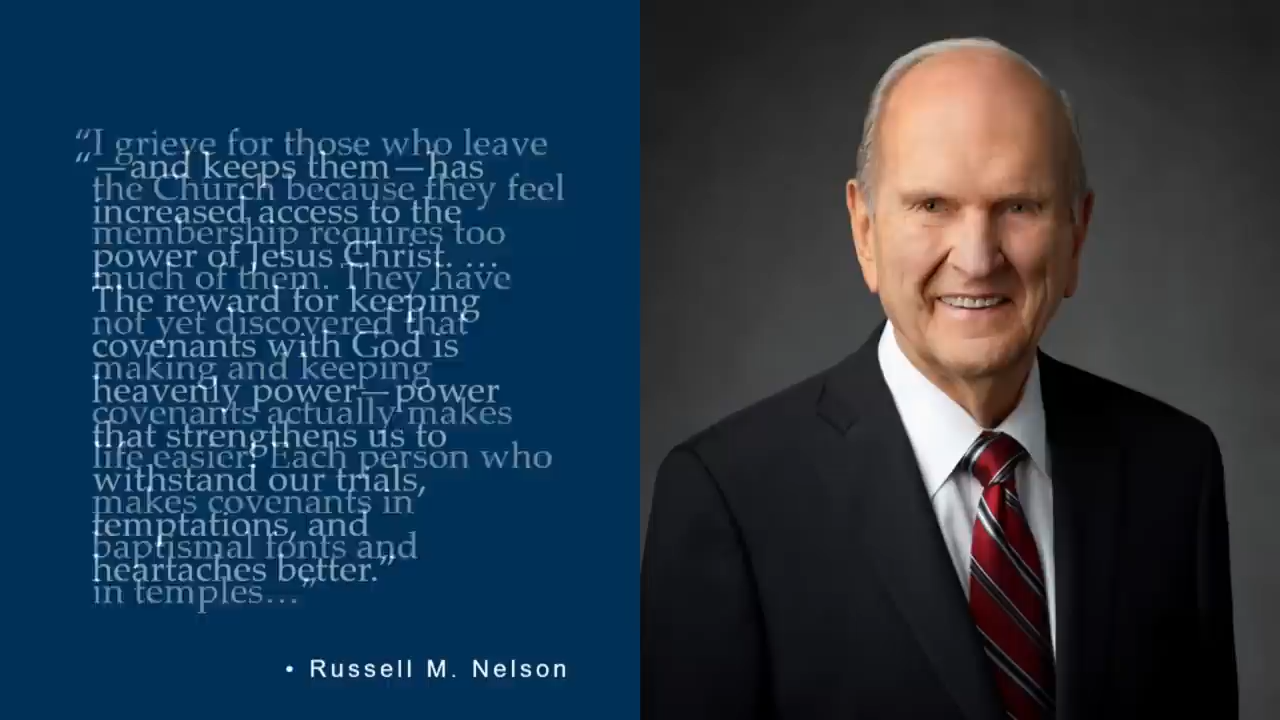 “I grieve for those who leave
the Church because they feel
membership requires too
much of them. They have
not yet discovered that
making and keeping
covenants actually makes
life easier! Each person who
makes covenants in
baptismal fonts and
in temples…”
“—and keeps them—has
increased access to the
power of Jesus Christ. …
The reward for keeping
covenants with God is
heavenly power—power
that strengthens us to
withstand our trials,
temptations, and
heartaches better.”
• Russell M. Nelson